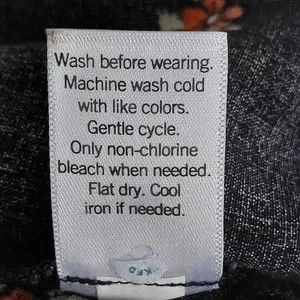 Wash before wearing.
Machine wash cold
with like colors.
Gentle cycle.
Only non-chlorine
bleach when needed.
Flat dry. Cool
iron if needed.